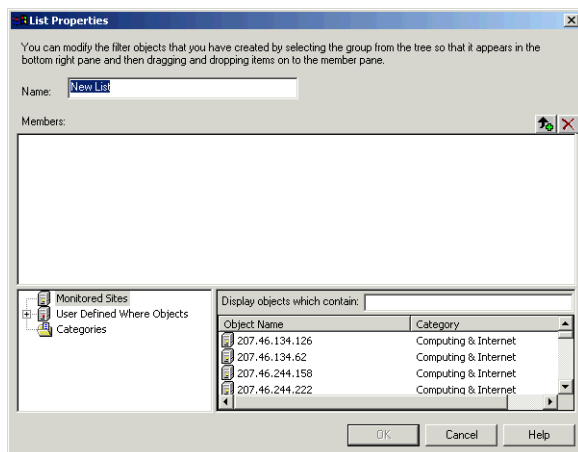 List Properties
You can modify the filter objects that you have created by selecting the group from the tree so that it appears in the
bottom right pane and then dragging and dropping items on to the member pane.
Name: New List
Members:
Monitored Sites
User Defined Where Objects
Categories
Display objects which contain:
Object Name Category
207.46.134.126 Computing & Internet
207.46.134.62 Computing & Internet
207.46.244.158 Computing & Internet
207.46.244.222 Computing & Internet
OK Cancel Help